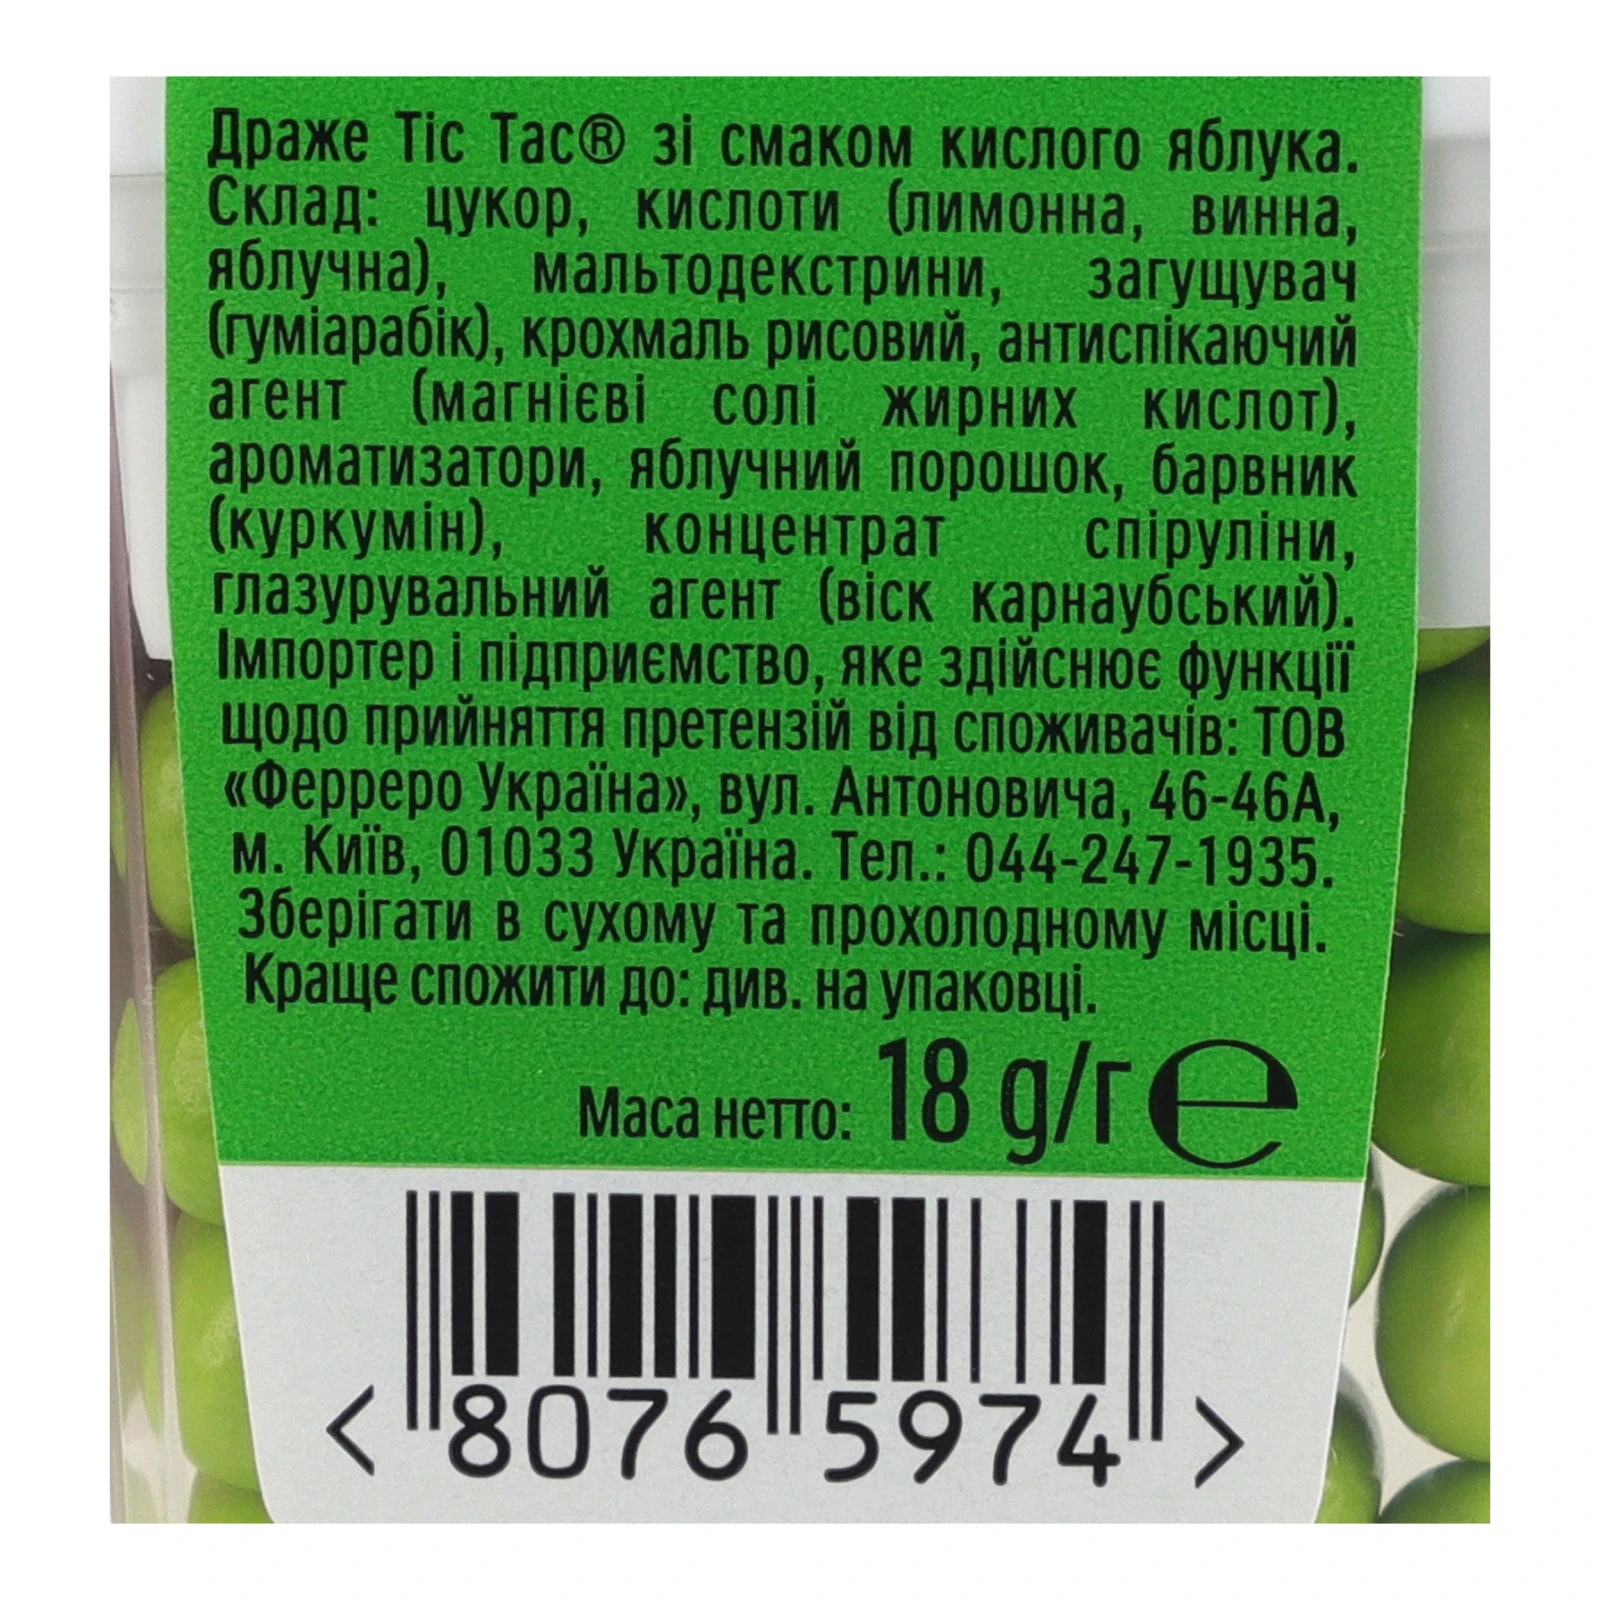 Драже Тіс Тас® зі смаком кислого яблука.
Склад: цукор, кислоти (лимонна, винна,
яблучна), мальтодекстрини, загущувач
(гуміарабік), крохмаль рисовий, антиспікаючий
агент (магнієві солі жирних кислот),
ароматизатори, яблучний порошок, барвник
(куркумін), концентрат спіруліни,
глазурувальний агент (віск карнаубський).
Імпортер і підприємство, яке здійснює функції
щодо прийняття претензій від споживачів: ТОВ
«Ферреро Україна», вул. Антоновича, 46-46А,
м. Київ, 01033 Україна. Тел.: 044-247-1935.
Зберігати в сухому та прохолодному місці.
Краще спожити до: див. на упаковці.
Маса нетто: 18 g/г ℮
< 8076 5974 >